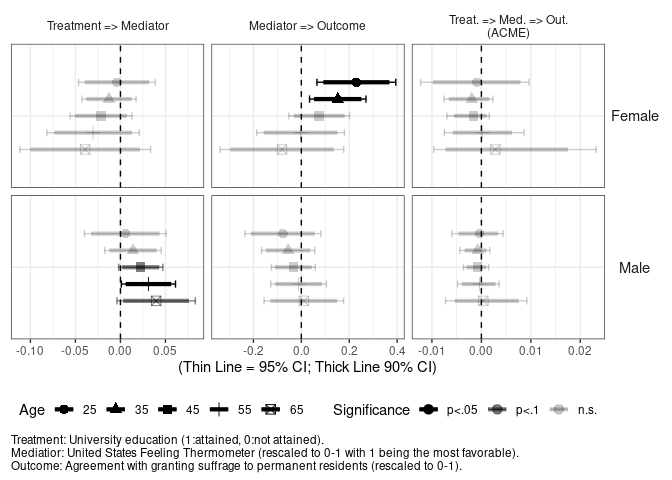 Treatment => Mediator
Mediator => Outcome
Treat. => Med. => Out.
(ACME)
Female
Male
-0.10 -0.05 0.00 0.05
0.0 0.2 0.4
-0.01 0.00 0.01 0.02
(Thin Line = 95% CI; Thick Line 90% CI)
Age 25 35 45 55 65 Significance p<.05 p<.1 n.s.
Treatment: University education (1:attained, 0:not attained).
Mediatior: United States Feeling Thermometer (rescaled to 0-1 with 1 being the most favorable).
Outcome: Agreement with granting suffrage to permanent residents (rescaled to 0-1).